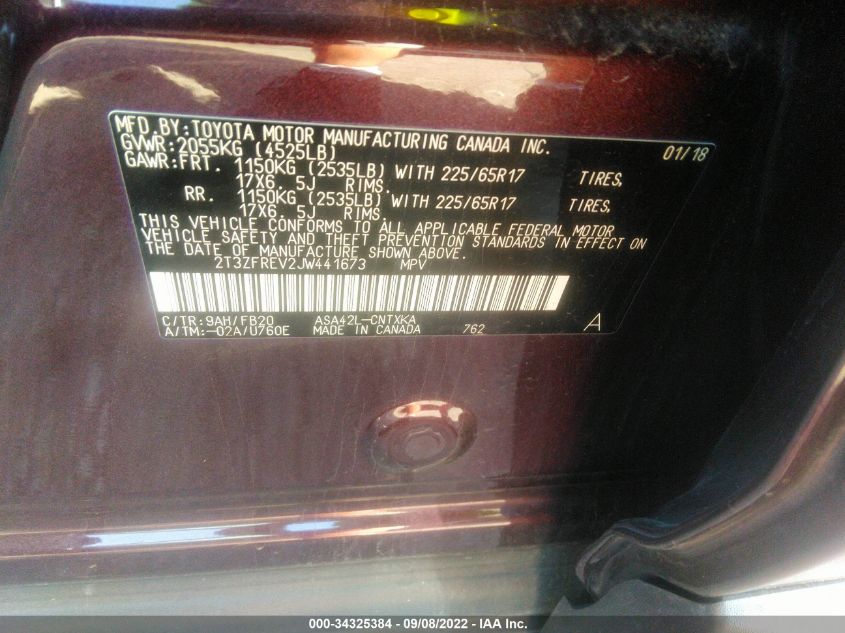 MFD.BY:TOYOTA MOTOR MANUFACTURING CANADA INC. 01/18
GVWR:2055KG (4525LB)
GAWR:FRT. 1150KG (2535LB) WITH 225/65R17 TIRES,
17X6.5J RIMS.
RR. 1150KG (2535LB) WITH 225/65R17 TIRES,
17X6.5J RIMS.
THIS VEHICLE CONFORMS TO ALL APPLICABLE FEDERAL MOTOR
VEHICLE SAFETY AND THEFT PREVENTION STANDARDS IN EFFECT ON
THE DATE OF MANUFACTURE SHOWN ABOVE.
2T3ZFREV2JW441673 MPV
C/TR:9AH/FB20 ASA42L-CNTXKA
A/TM:-02A/U760E MADE IN CANADA 762 A
000-34325384 - 09/08/2022 - IAA Inc.